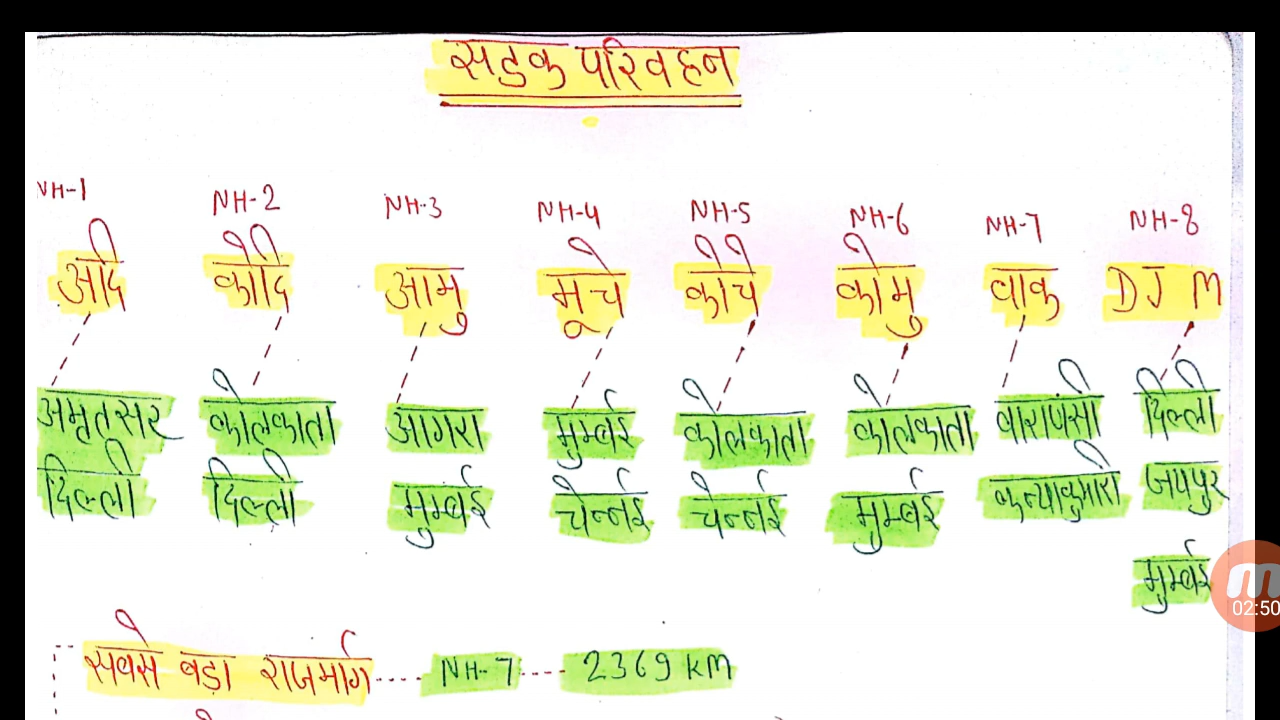 सड़क परिवहन
NH-1 NH-2 NH-3 NH-4 NH-5 NH-6 NH-7 NH-8
अदि कोदि आमु मूचे कोचे कोमु वाक DJM
अमृतसर कोलकाता आगरा मुम्बई कोलकाता कोलकाता वाराणसी दिल्ली
दिल्ली दिल्ली मुम्बई चेन्नई चेन्नई मुम्बई कन्याकुमारी जयपुर
मुम्बई
02:50
सबसे बड़ा राजमार्ग NH-7 2369 KM